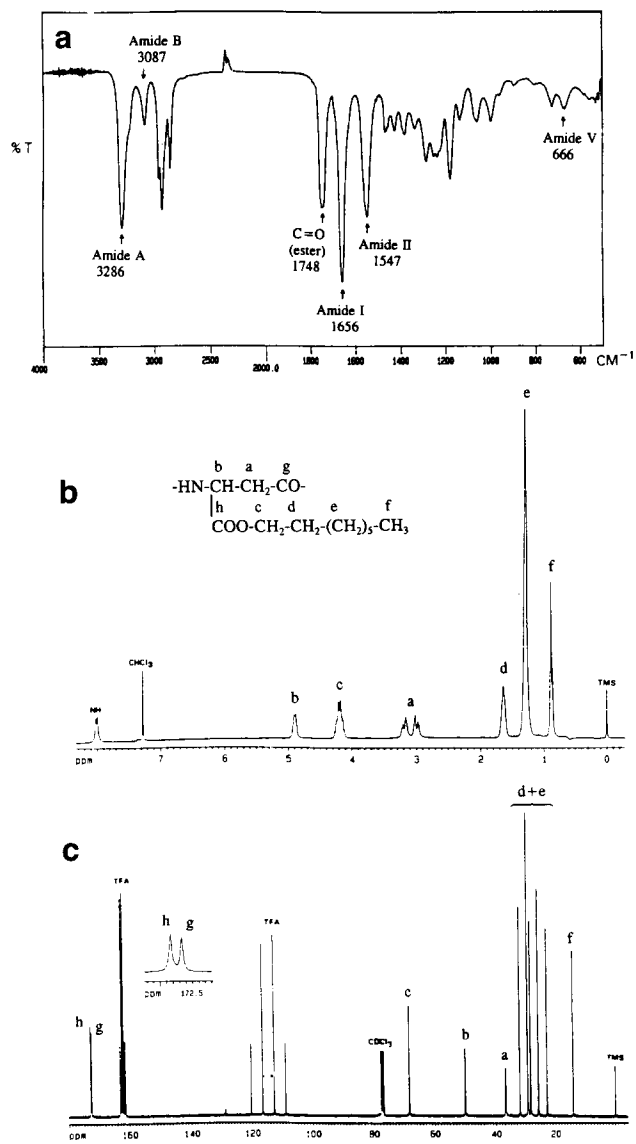 a
Amide B
3087
% T
Amide A
3286
C=O
(ester)
1748
Amide I
1656
Amide II
1547
Amide V
666
4000 3500 3000 2500 2000.0 1800 1600 1400 1200 1000 800 600 CM⁻¹
b
b a g
-HN-CH-CH₂-CO-
h c d e f
COO-CH₂-CH₂-(CH₂)₅-CH₃
e
f
d
CHCl₃
NH
b
c
a
TMS
ppm 7 6 5 4 3 2 1 0
c
d+e
TFA
h g
ppm 172.5
TFA
h g
c
CDCl₃
b
a
f
TMS
ppm 160 140 120 100 80 60 40 20